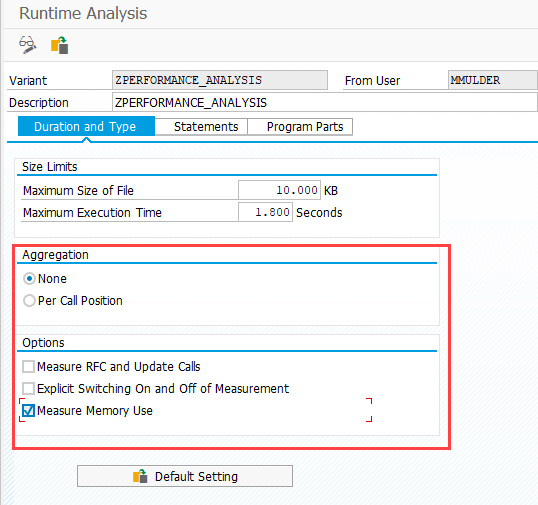 Runtime Analysis
Variant ZPERFORMANCE_ANALYSIS From User MMULDER
Description ZPERFORMANCE_ANALYSIS
Duration and Type Statements Program Parts
Size Limits
Maximum Size of File 10.000 KB
Maximum Execution Time 1.800 Seconds
Aggregation
None
Per Call Position
Options
Measure RFC and Update Calls
Explicit Switching On and Off of Measurement
Measure Memory Use
Default Setting